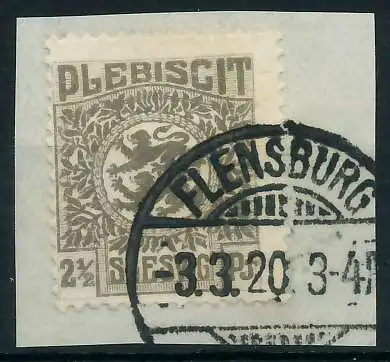 PLEBISCIT
FLENSBURG
2½
-3.3.20. 3-4